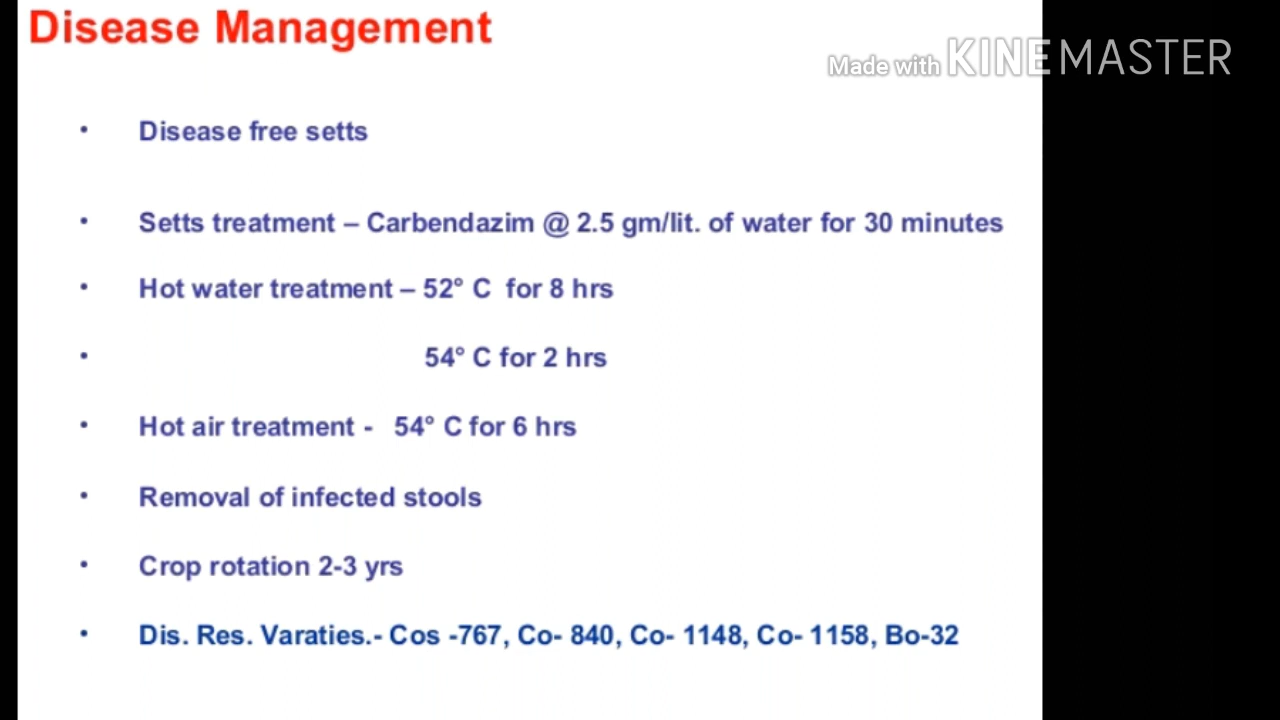 Disease Management
Made with KINEMASTER
• Disease free setts
• Setts treatment – Carbendazim @ 2.5 gm/lit. of water for 30 minutes
• Hot water treatment – 52° C for 8 hrs
• 54° C for 2 hrs
• Hot air treatment - 54° C for 6 hrs
• Removal of infected stools
• Crop rotation 2-3 yrs
• Dis. Res. Varaties.- Cos -767, Co- 840, Co- 1148, Co- 1158, Bo-32